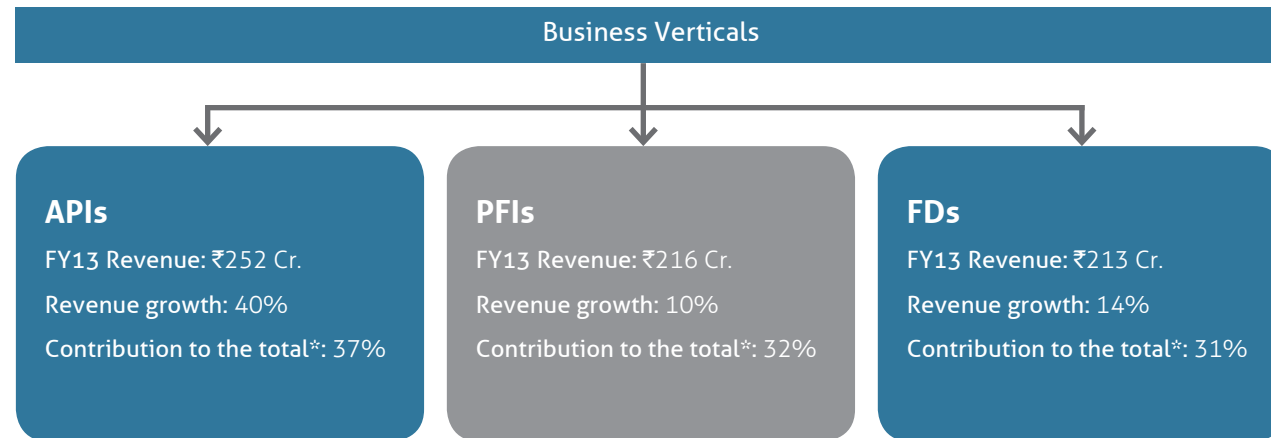 Business Verticals
APIs
FY13 Revenue: ₹252 Cr.
Revenue growth: 40%
Contribution to the total*: 37%
PFIs
FY13 Revenue: ₹216 Cr.
Revenue growth: 10%
Contribution to the total*: 32%
FDs
FY13 Revenue: ₹213 Cr.
Revenue growth: 14%
Contribution to the total*: 31%